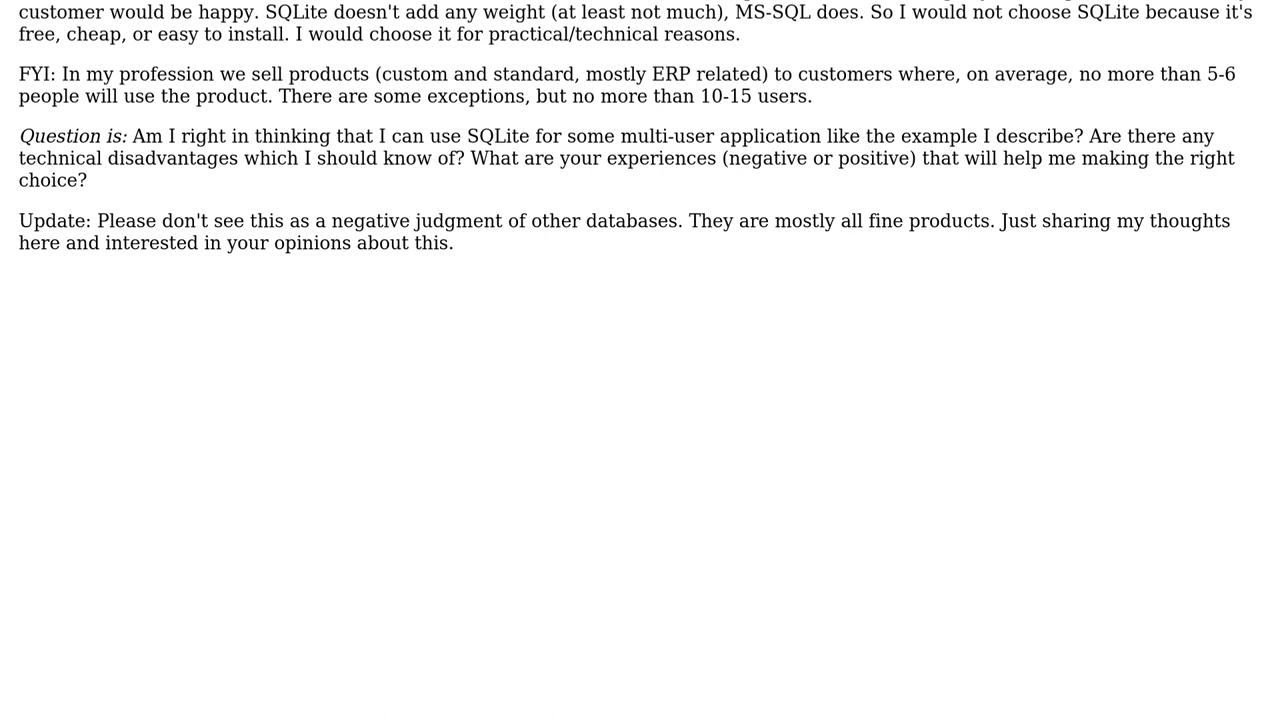 customer would be happy. SQLite doesn't add any weight (at least not much), MS-SQL does. So I would not choose SQLite because it's
free, cheap, or easy to install. I would choose it for practical/technical reasons.
FYI: In my profession we sell products (custom and standard, mostly ERP related) to customers where, on average, no more than 5-6
people will use the product. There are some exceptions, but no more than 10-15 users.
Question is: Am I right in thinking that I can use SQLite for some multi-user application like the example I describe? Are there any
technical disadvantages which I should know of? What are your experiences (negative or positive) that will help me making the right
choice?
Update: Please don't see this as a negative judgment of other databases. They are mostly all fine products. Just sharing my thoughts
here and interested in your opinions about this.